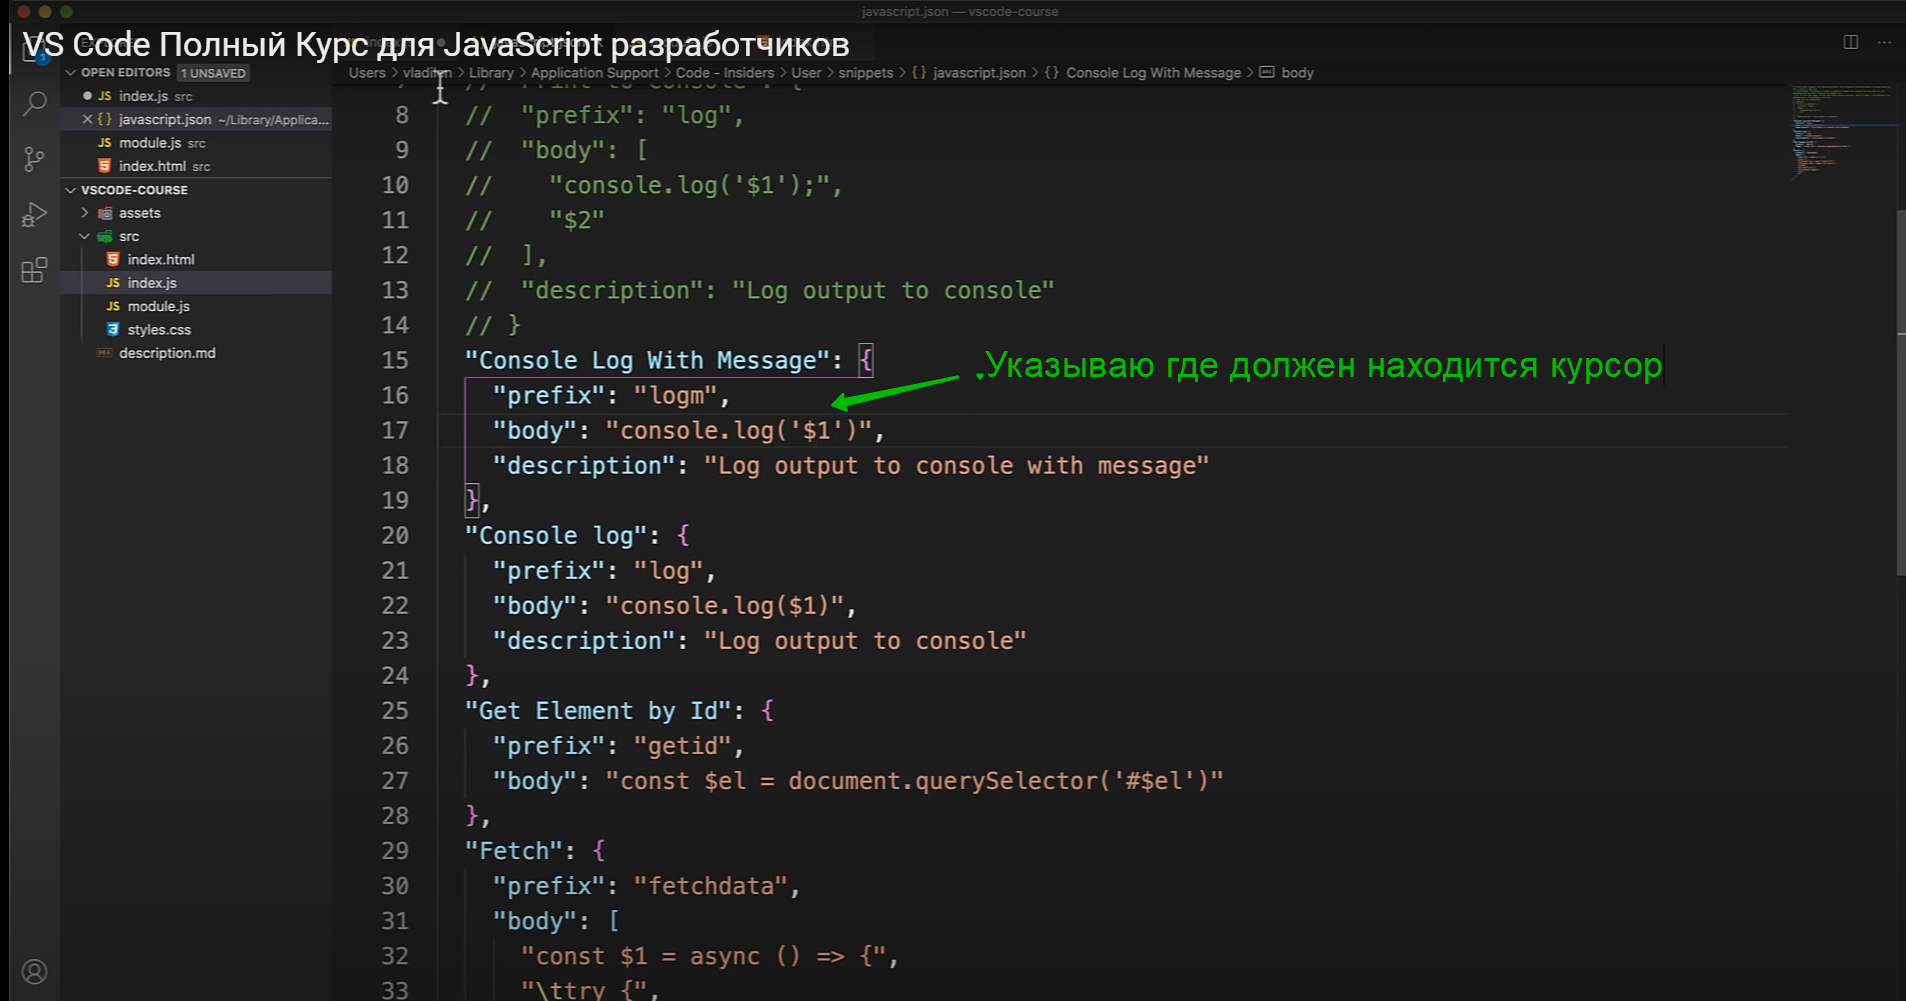 javascript.json — vscode-course
VS Code Полный Курс для JavaScript разработчиков
OPEN EDITORS 1 UNSAVED
JS index.js src
{ } javascript.json ~/Library/Applica...
JS module.js src
index.html src
VSCODE-COURSE
assets
src
index.html
JS index.js
JS module.js
styles.css
description.md
1
Users > vladilen > Library > Application Support > Code - Insiders > User > snippets > { } javascript.json > { } Console Log With Message > body
8 // "prefix": "log",
9 // "body": [
10 // "console.log('$1');",
11 // "$2"
12 // ],
13 // "description": "Log output to console"
14 // }
15 "Console Log With Message": {
.Указываю где должен находится курсор
16 "prefix": "logm",
17 "body": "console.log('$1')",
18 "description": "Log output to console with message"
19 },
20 "Console log": {
21 "prefix": "log",
22 "body": "console.log($1)",
23 "description": "Log output to console"
24 },
25 "Get Element by Id": {
26 "prefix": "getid",
27 "body": "const $el = document.querySelector('#$el')"
28 },
29 "Fetch": {
30 "prefix": "fetchdata",
31 "body": [
32 "const $1 = async () => {",
33 "\ttry {",